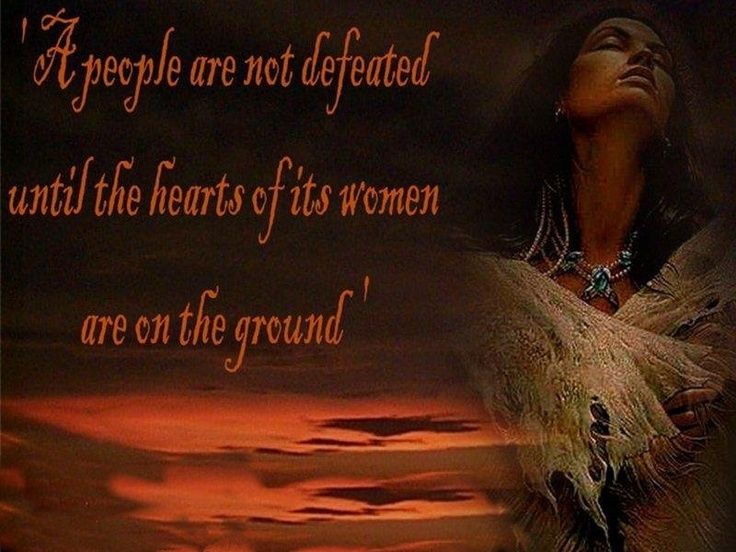 ' A people are not defeated
until the hearts of its women
are on the ground '